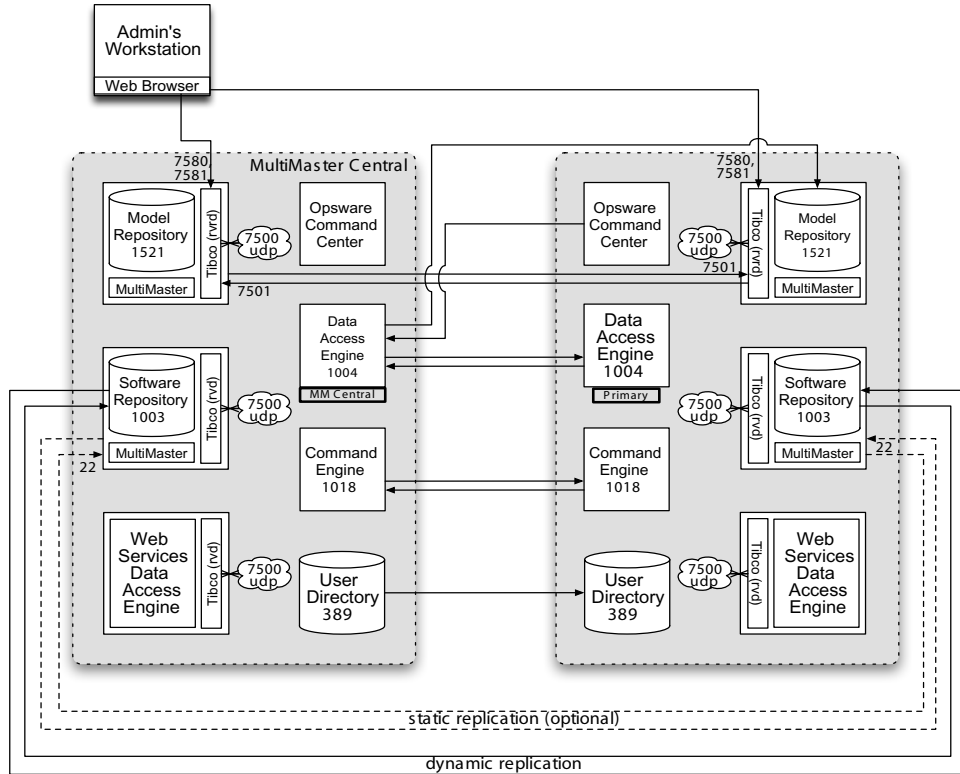 Admin's
Workstation
Web Browser
7580,
7581
MultiMaster Central
Model
Repository
1521
MultiMaster
Tibco (rvrd)
7500
udp
Opsware
Command
Center
7501
Data
Access
Engine
1004
MM Central
Software
Repository
1003
MultiMaster
Tibco (rvd)
7500
udp
22
Command
Engine
1018
Web
Services
Data
Access
Engine
Tibco (rvd)
7500
udp
User
Directory
389
7580,
7581
Opsware
Command
Center
7500
udp
Tibco (rvrd)
Model
Repository
1521
MultiMaster
7501
Data
Access
Engine
1004
Primary
7500
udp
Tibco (rvd)
Software
Repository
1003
MultiMaster
22
Command
Engine
1018
User
Directory
389
7500
udp
Tibco (rvd)
Web
Services
Data
Access
Engine
static replication (optional)
dynamic replication